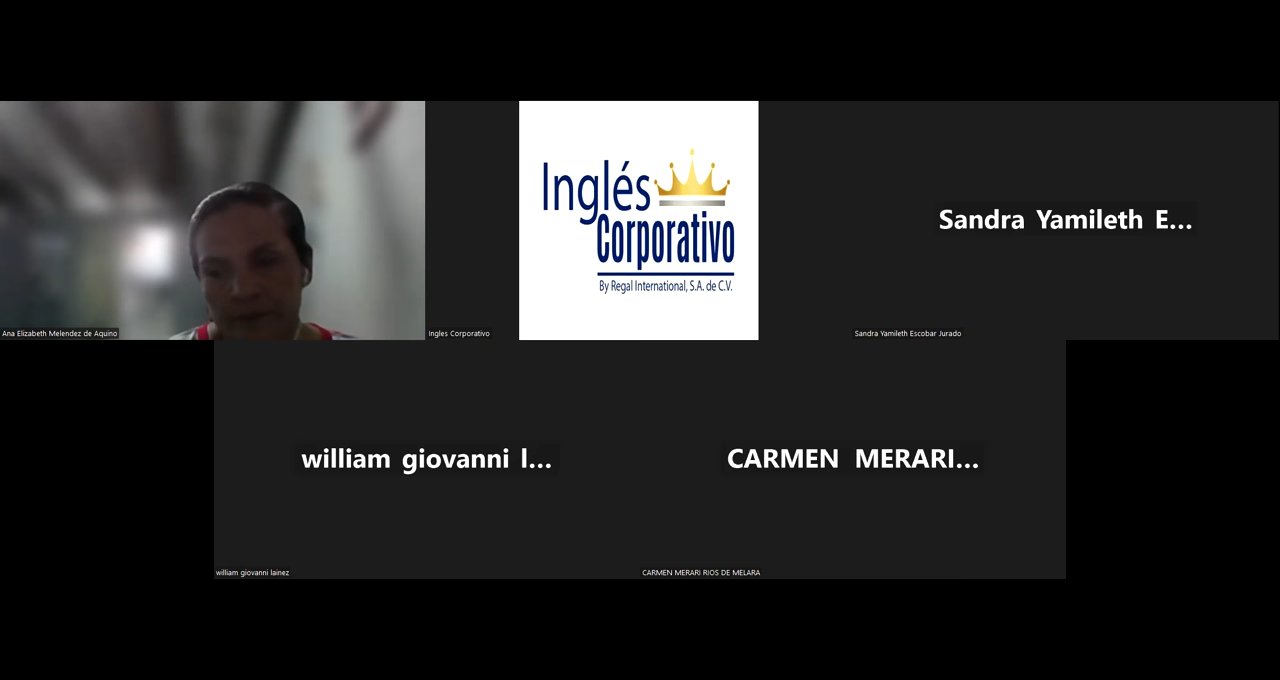 Inglés
Corporativo
By Regal International, S.A. de C.V.
Sandra Yamileth E...
Ana Elizabeth Melendez de Aquino
Ingles Corporativo
Sandra Yamileth Escobar Jurado
william giovanni l...
CARMEN MERARI...
william giovanni lainez
CARMEN MERARI RIOS DE MELARA